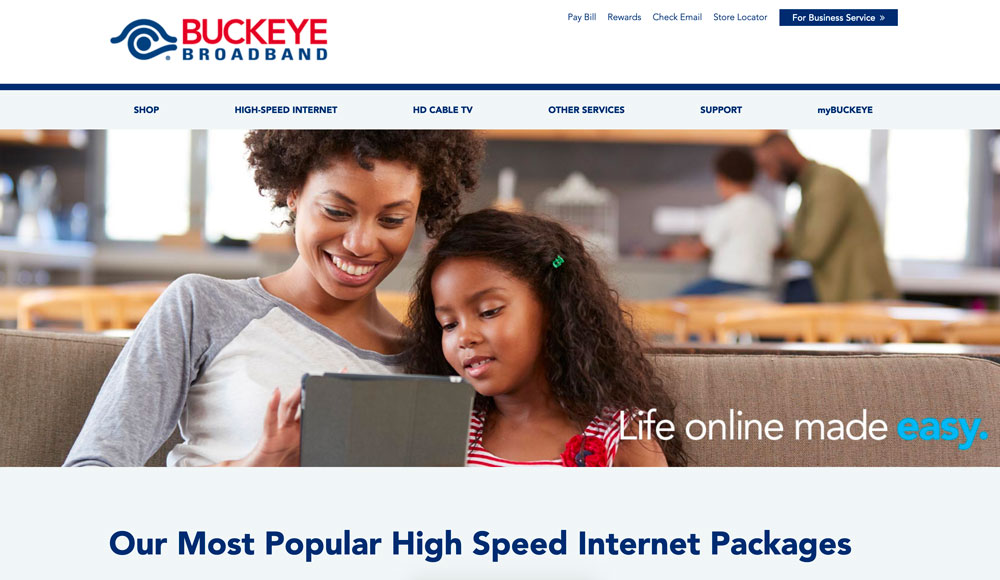 BUCKEYE
BROADBAND
Pay Bill Rewards Check Email Store Locator For Business Service »
SHOP HIGH-SPEED INTERNET HD CABLE TV OTHER SERVICES SUPPORT myBUCKEYE
Life online made easy.
Our Most Popular High Speed Internet Packages